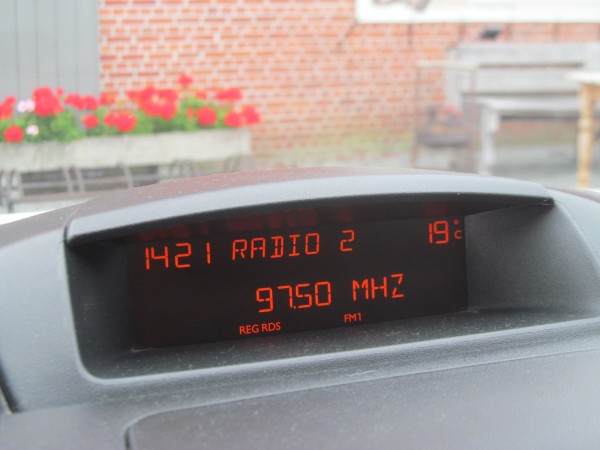 1421 RADIO 2 19°C
97.50 MHZ
REG RDS FM1